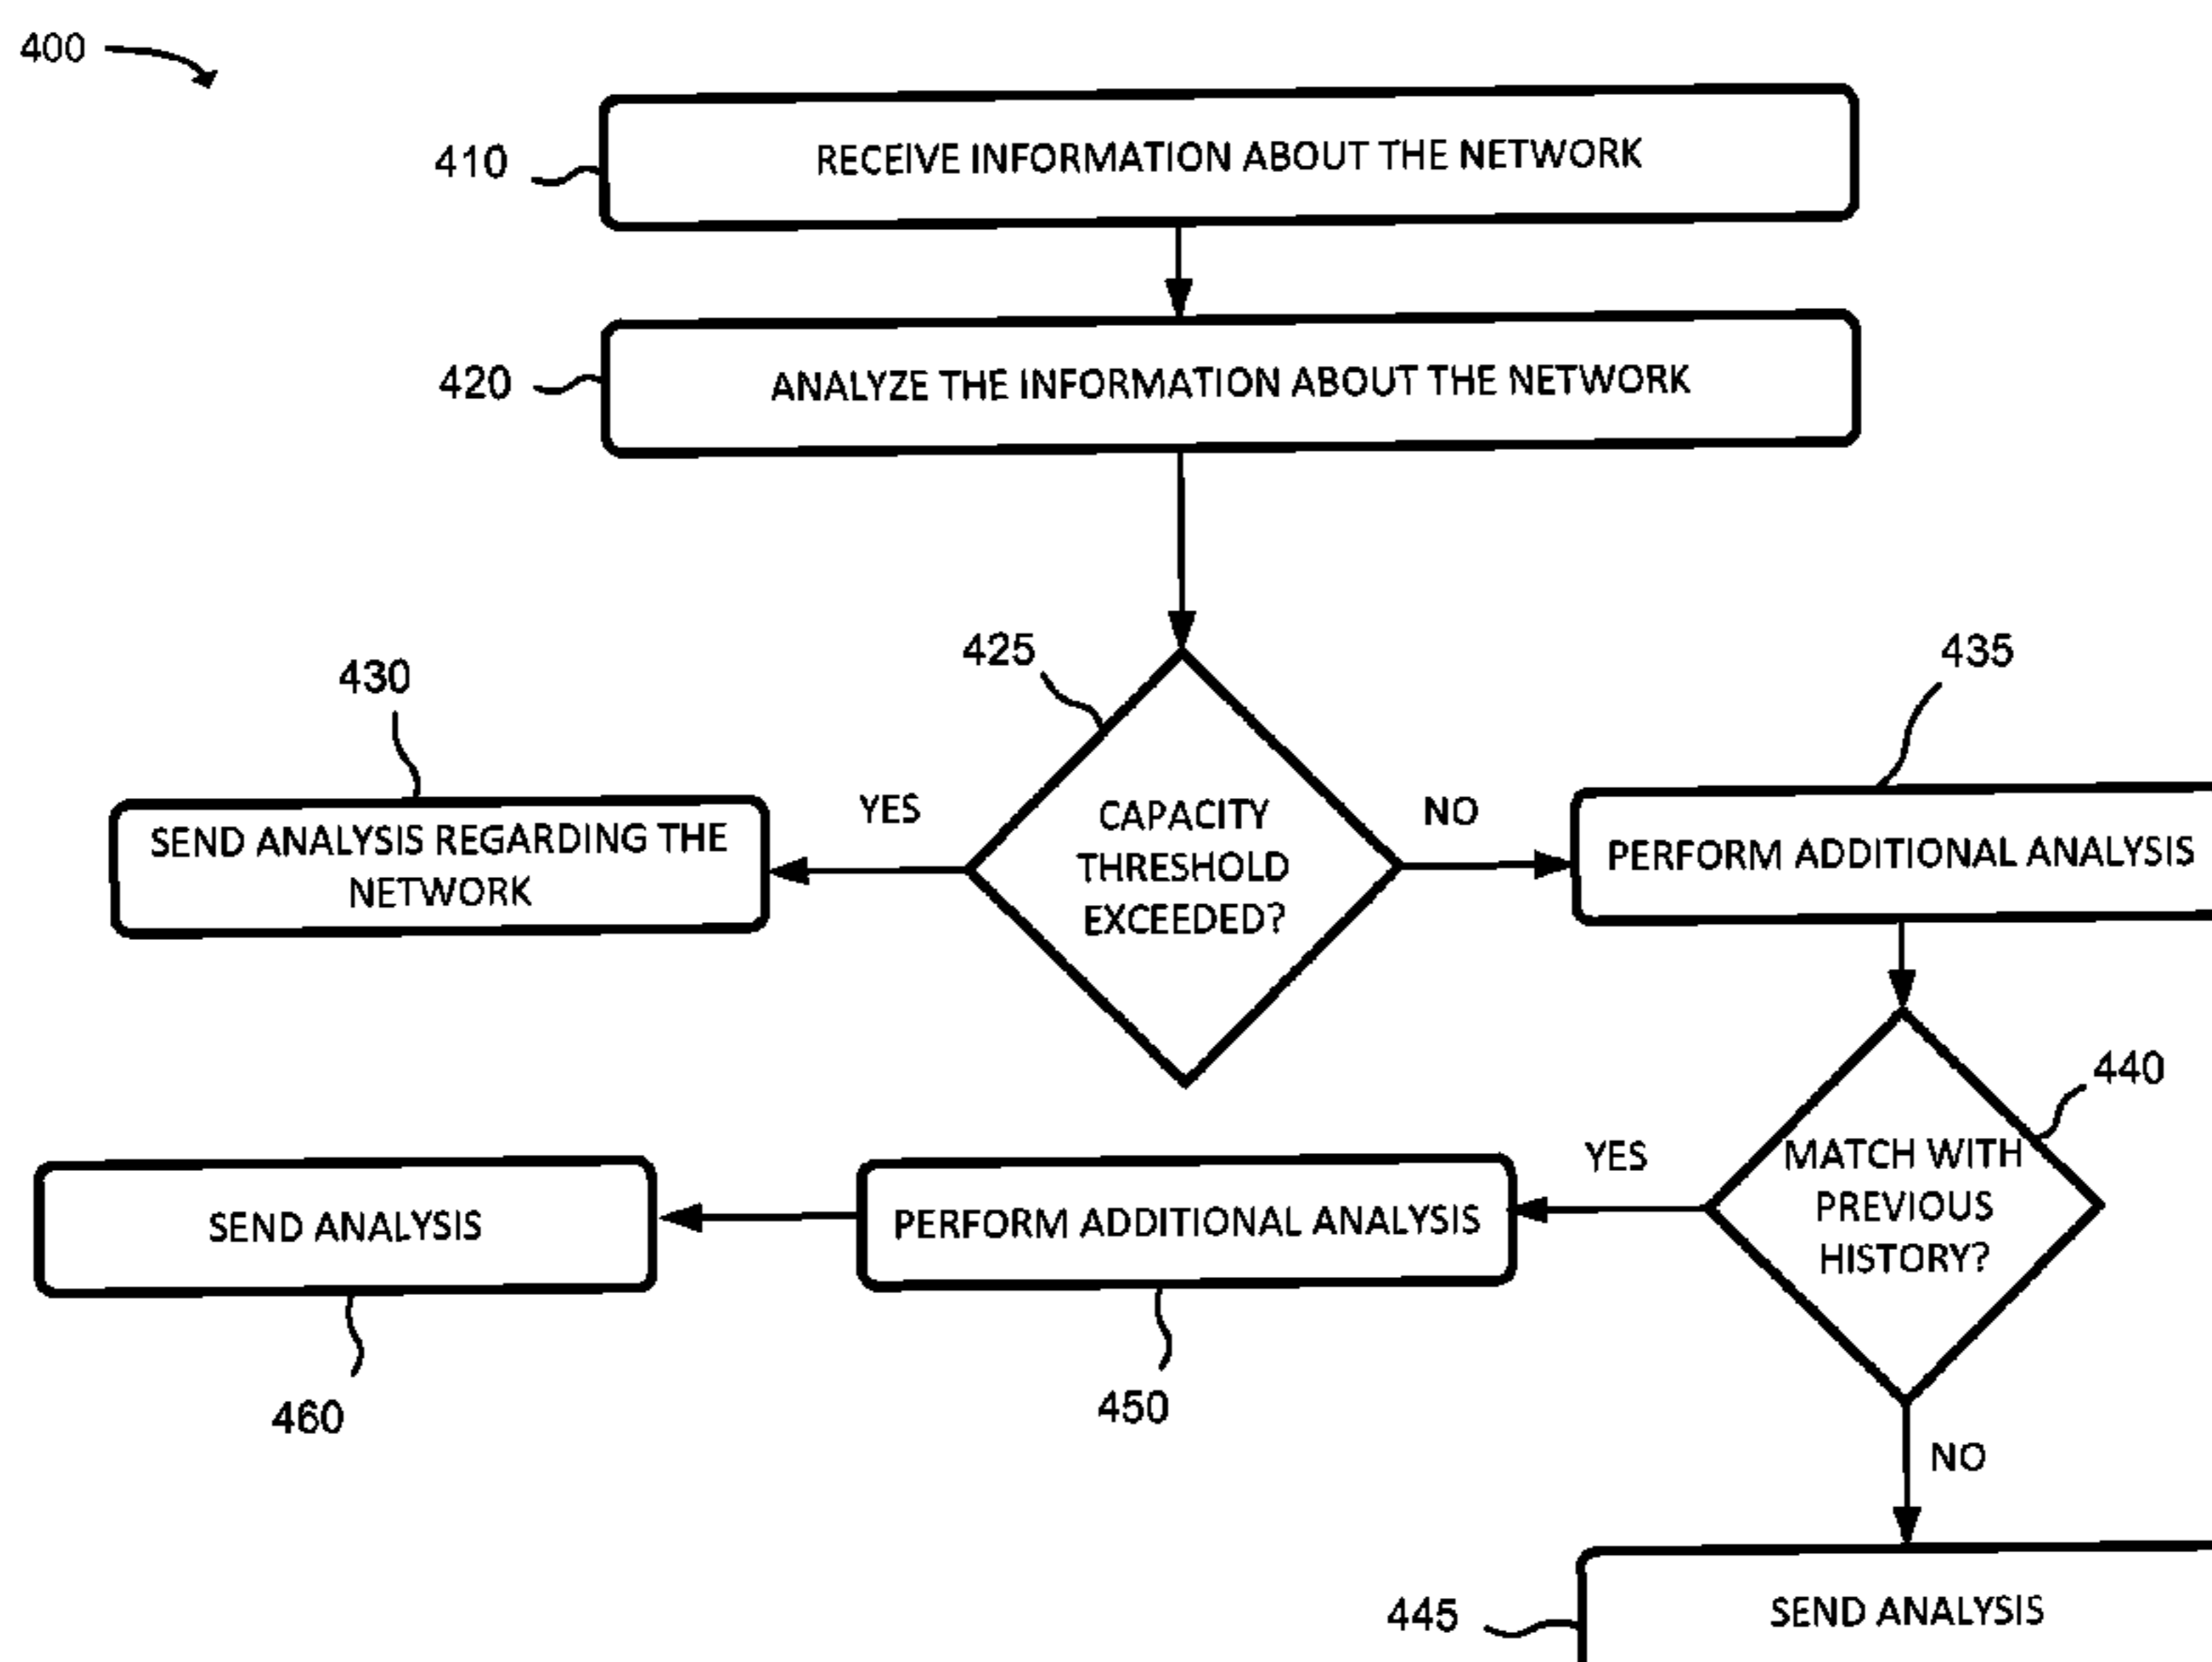 400
410
RECEIVE INFORMATION ABOUT THE NETWORK
420
ANALYZE THE INFORMATION ABOUT THE NETWORK
425
435
430
YES
CAPACITY
THRESHOLD
EXCEEDED?
NO
SEND ANALYSIS REGARDING THE
NETWORK
PERFORM ADDITIONAL ANALYSIS
440
YES
MATCH WITH
PREVIOUS
HISTORY?
SEND ANALYSIS
PERFORM ADDITIONAL ANALYSIS
460
450
NO
445
SEND ANALYSIS